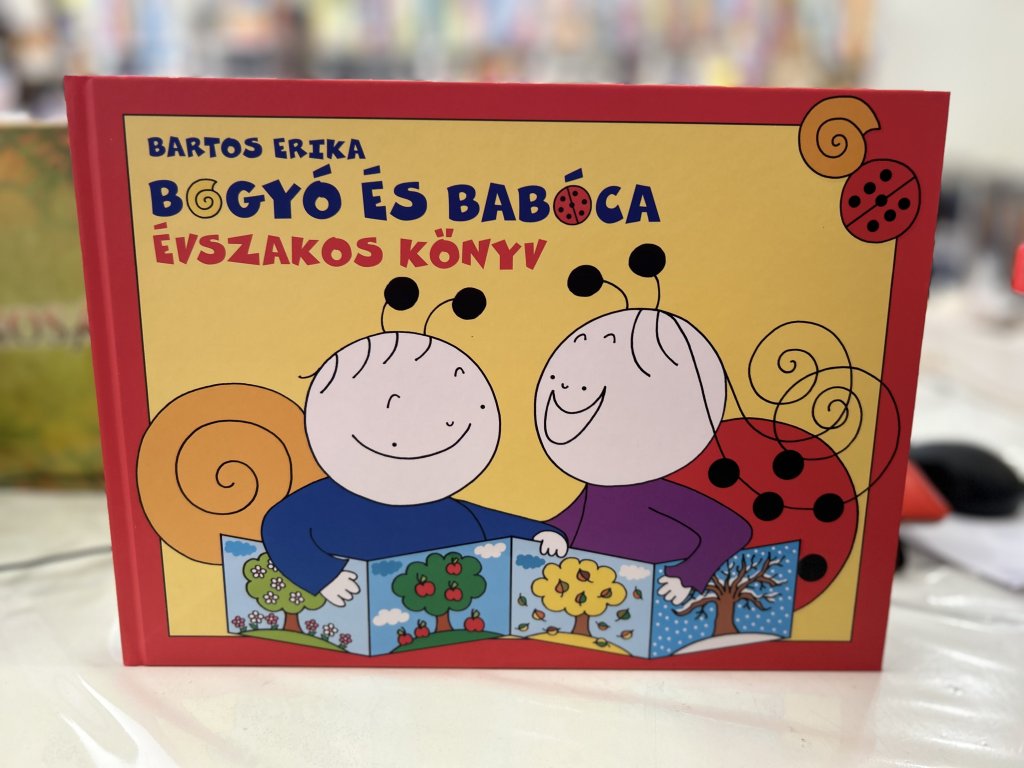 BARTOS ERIKA
BOGYÓ ÉS BABÓCA
ÉVSZAKOS KÖNYV